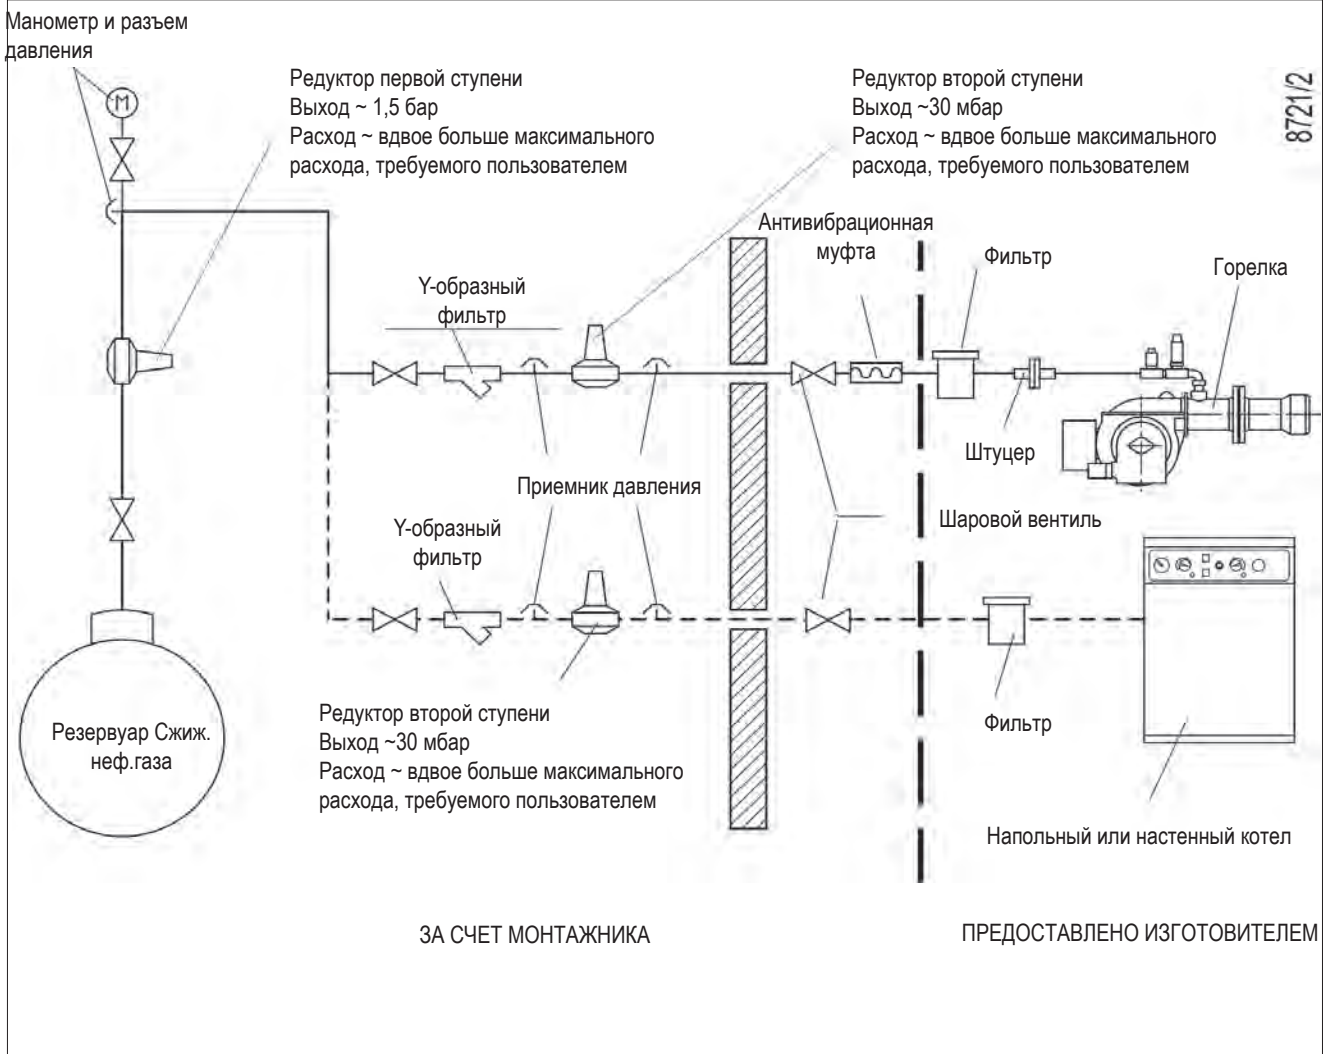 Манометр и разъем
давления
M
Редуктор первой ступени
Выход ~ 1,5 бар
Расход ~ вдвое больше максимального
расхода, требуемого пользователем
Редуктор второй ступени
Выход ~30 мбар
Расход ~ вдвое больше максимального
расхода, требуемого пользователем
8721/2
Антивибрационная
муфта
Фильтр
Горелка
Y-образный
фильтр
Штуцер
Приемник давления
Шаровой вентиль
Y-образный
фильтр
Резервуар Сжиж.
неф.газа
Редуктор второй ступени
Выход ~30 мбар
Расход ~ вдвое больше максимального
расхода, требуемого пользователем
Фильтр
Напольный или настенный котел
ЗА СЧЕТ МОНТАЖНИКА
ПРЕДОСТАВЛЕНО ИЗГОТОВИТЕЛЕМ